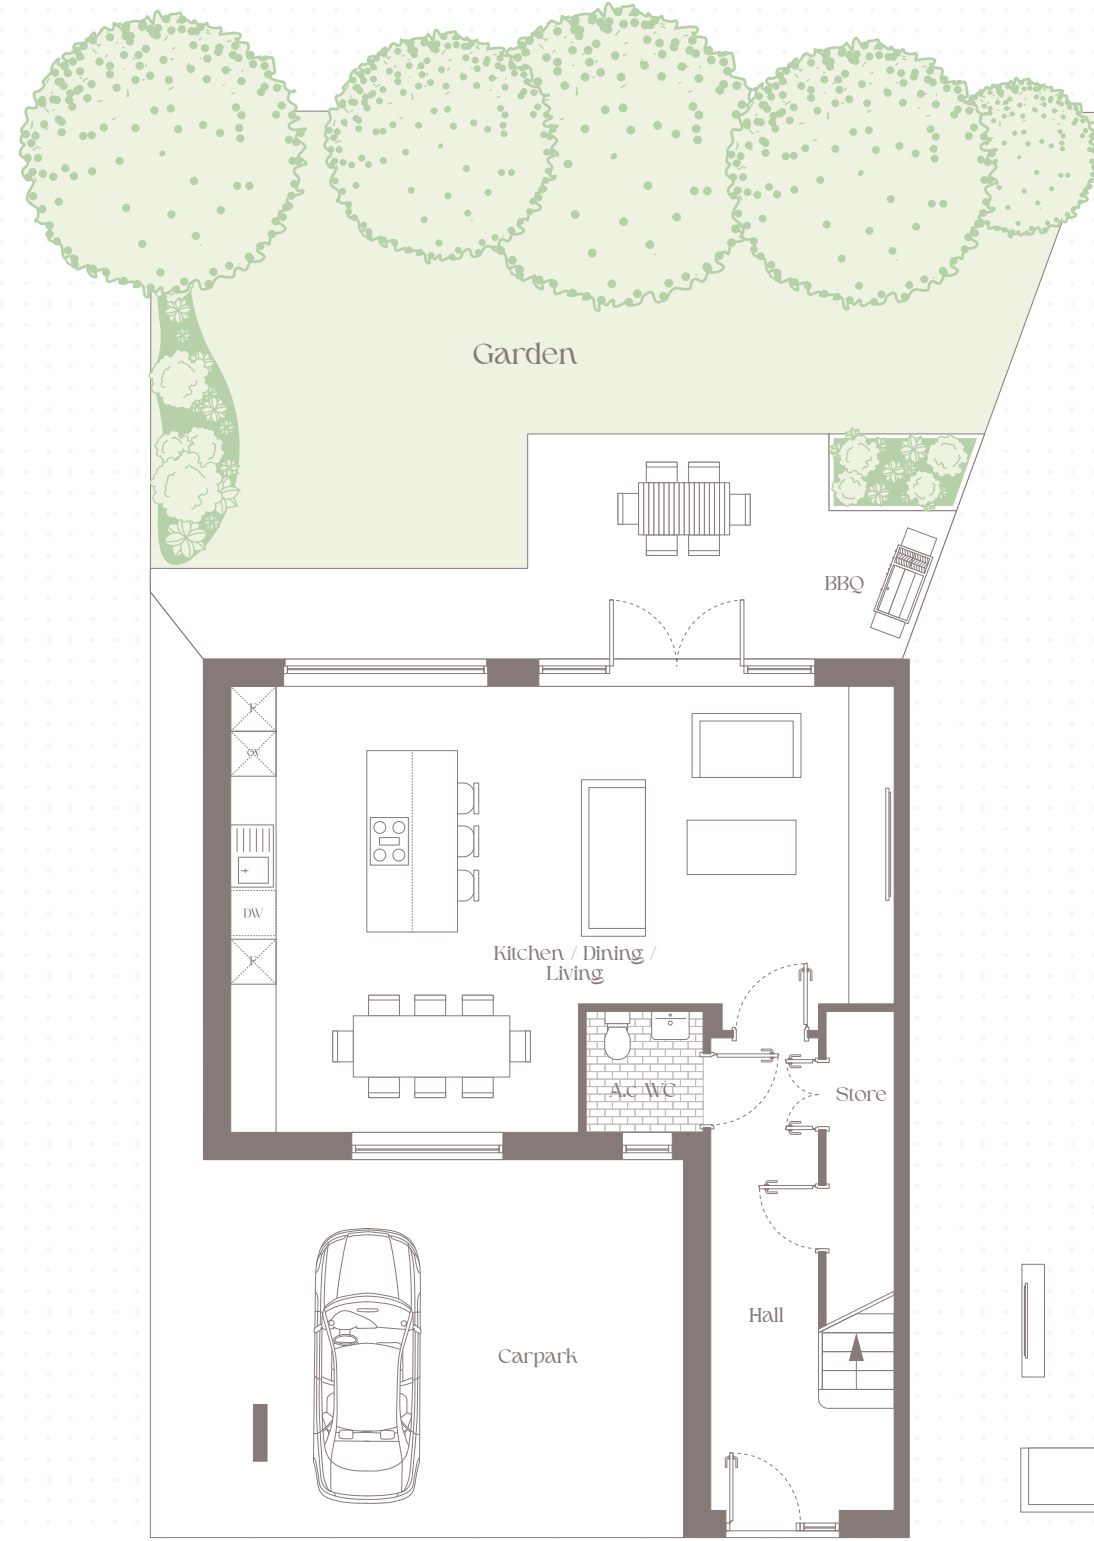 Garden
BBQ
F
OV
DW
F
Kitchen / Dining /
Living
A.c WC
Store
Hall
Carpark